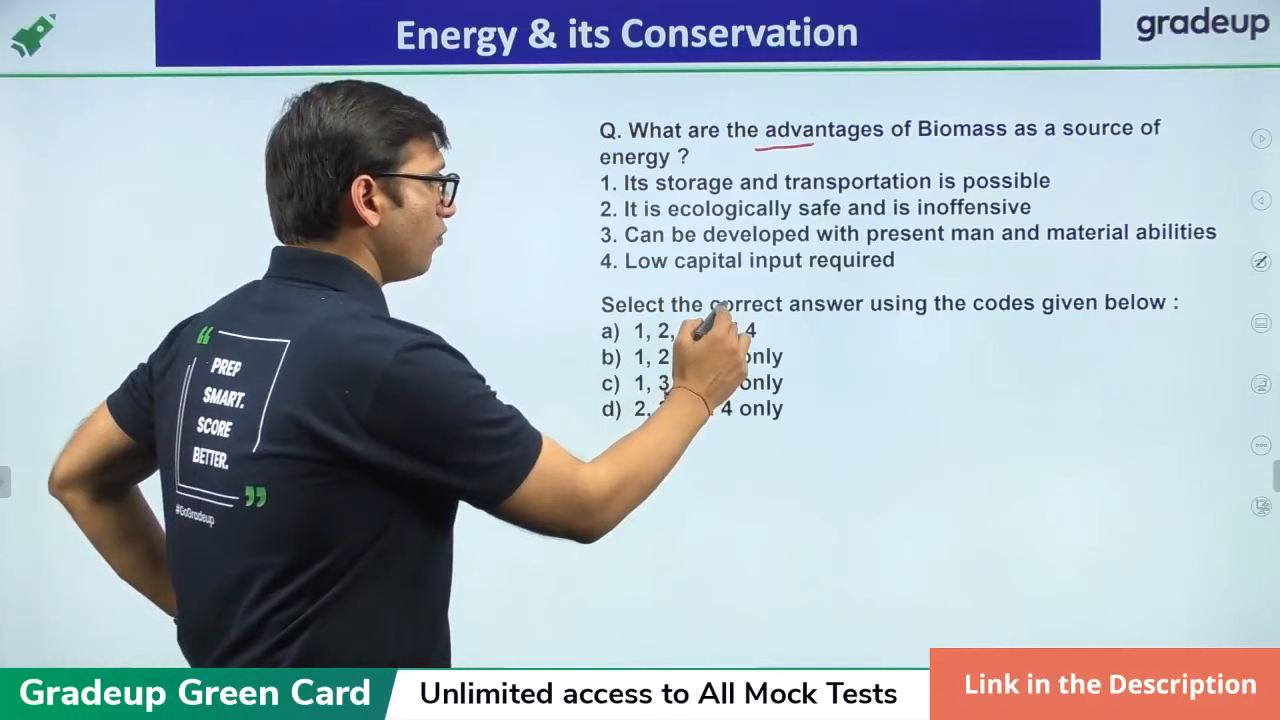 Energy & its Conservation
gradeup
Q. What are the advantages of Biomass as a source of
energy ?
1. Its storage and transportation is possible
2. It is ecologically safe and is inoffensive
3. Can be developed with present man and material abilities
4. Low capital input required
Select the correct answer using the codes given below :
a) 1, 2, 4
b) 1, 2 only
c) 1, 3 only
d) 2, 4 only
“ PREP
SMART.
SCORE
BETTER. ”
#GoGradeup
Gradeup Green Card
Unlimited access to All Mock Tests
Link in the Description